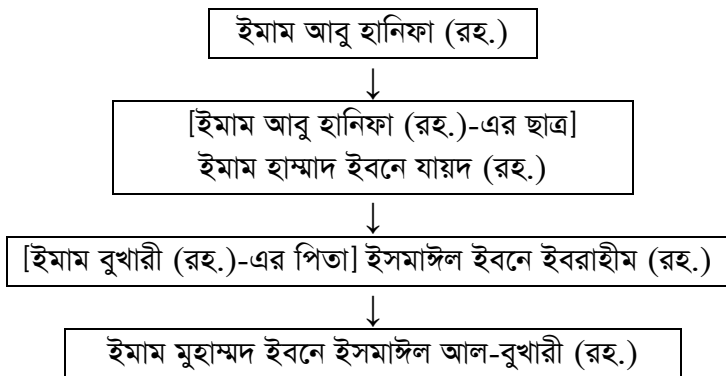 ইমাম আবু হানিফা (রহ.)
↓
[ইমাম আবু হানিফা (রহ.)-এর ছাত্র]
ইমাম হাম্মাদ ইবনে যায়দ (রহ.)
↓
[ইমাম বুখারী (রহ.)-এর পিতা] ইসমাঈল ইবনে ইবরাহীম (রহ.)
↓
ইমাম মুহাম্মদ ইবনে ইসমাঈল আল-বুখারী (রহ.)